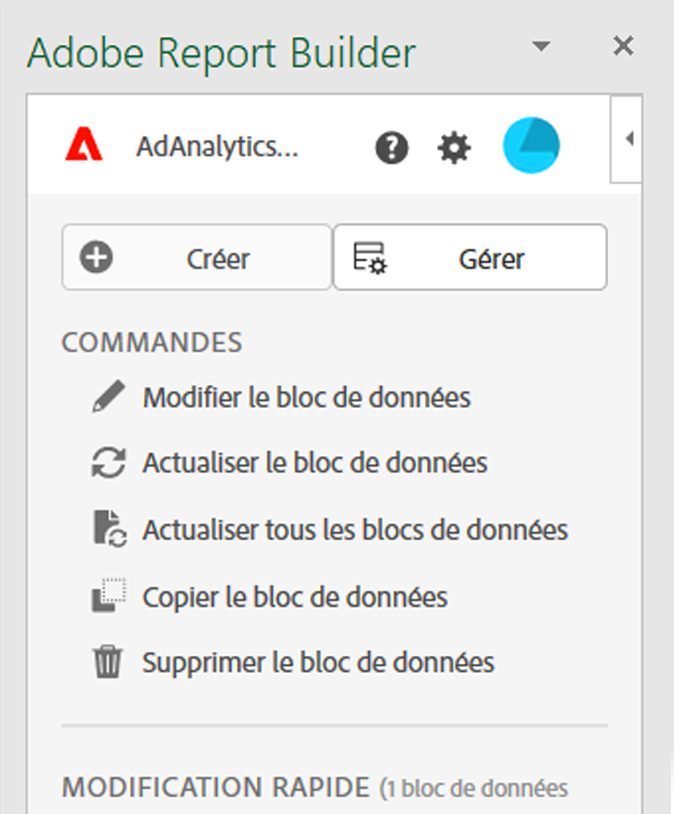 Adobe Report Builder
AdAnalytics...
Créer
Gérer
COMMANDES
Modifier le bloc de données
Actualiser le bloc de données
Actualiser tous les blocs de données
Copier le bloc de données
Supprimer le bloc de données
MODIFICATION RAPIDE (1 bloc de données